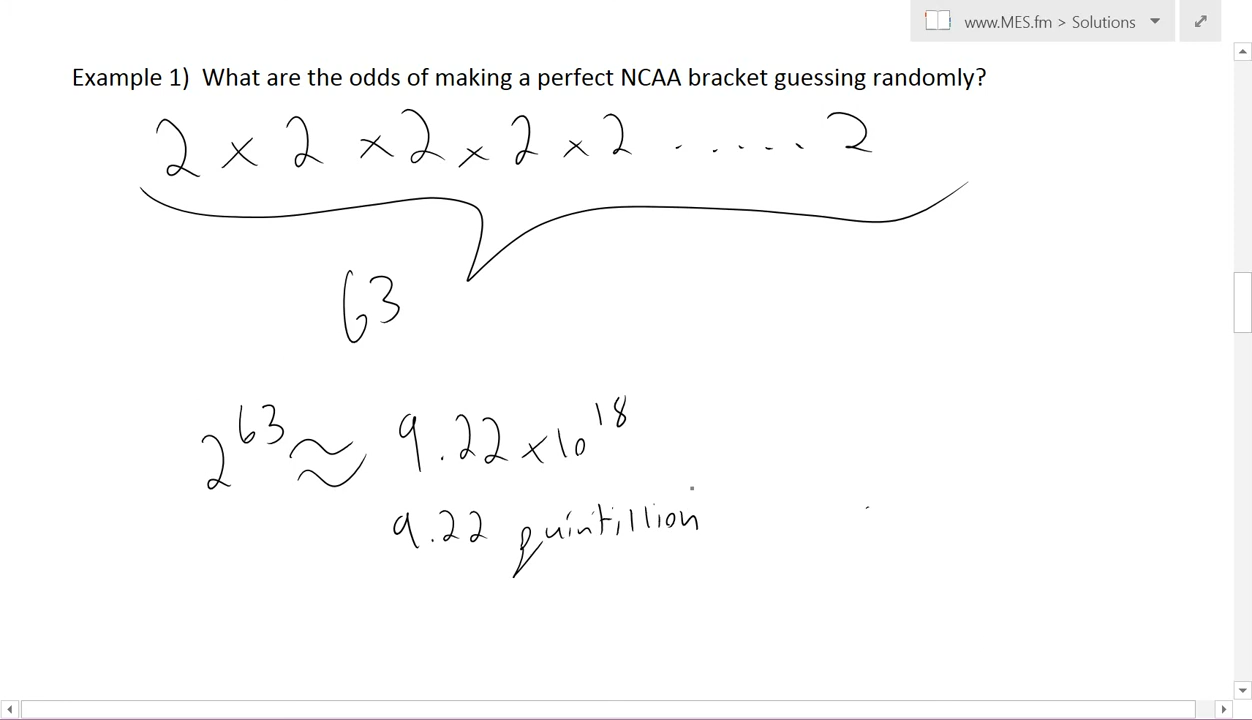 www.MES.fm > Solutions
Example 1) What are the odds of making a perfect NCAA bracket guessing randomly?
2 × 2 × 2 × 2 × 2 ...... 2
63
2^63 ≈ 9.22 × 10^18
9.22 quintillion